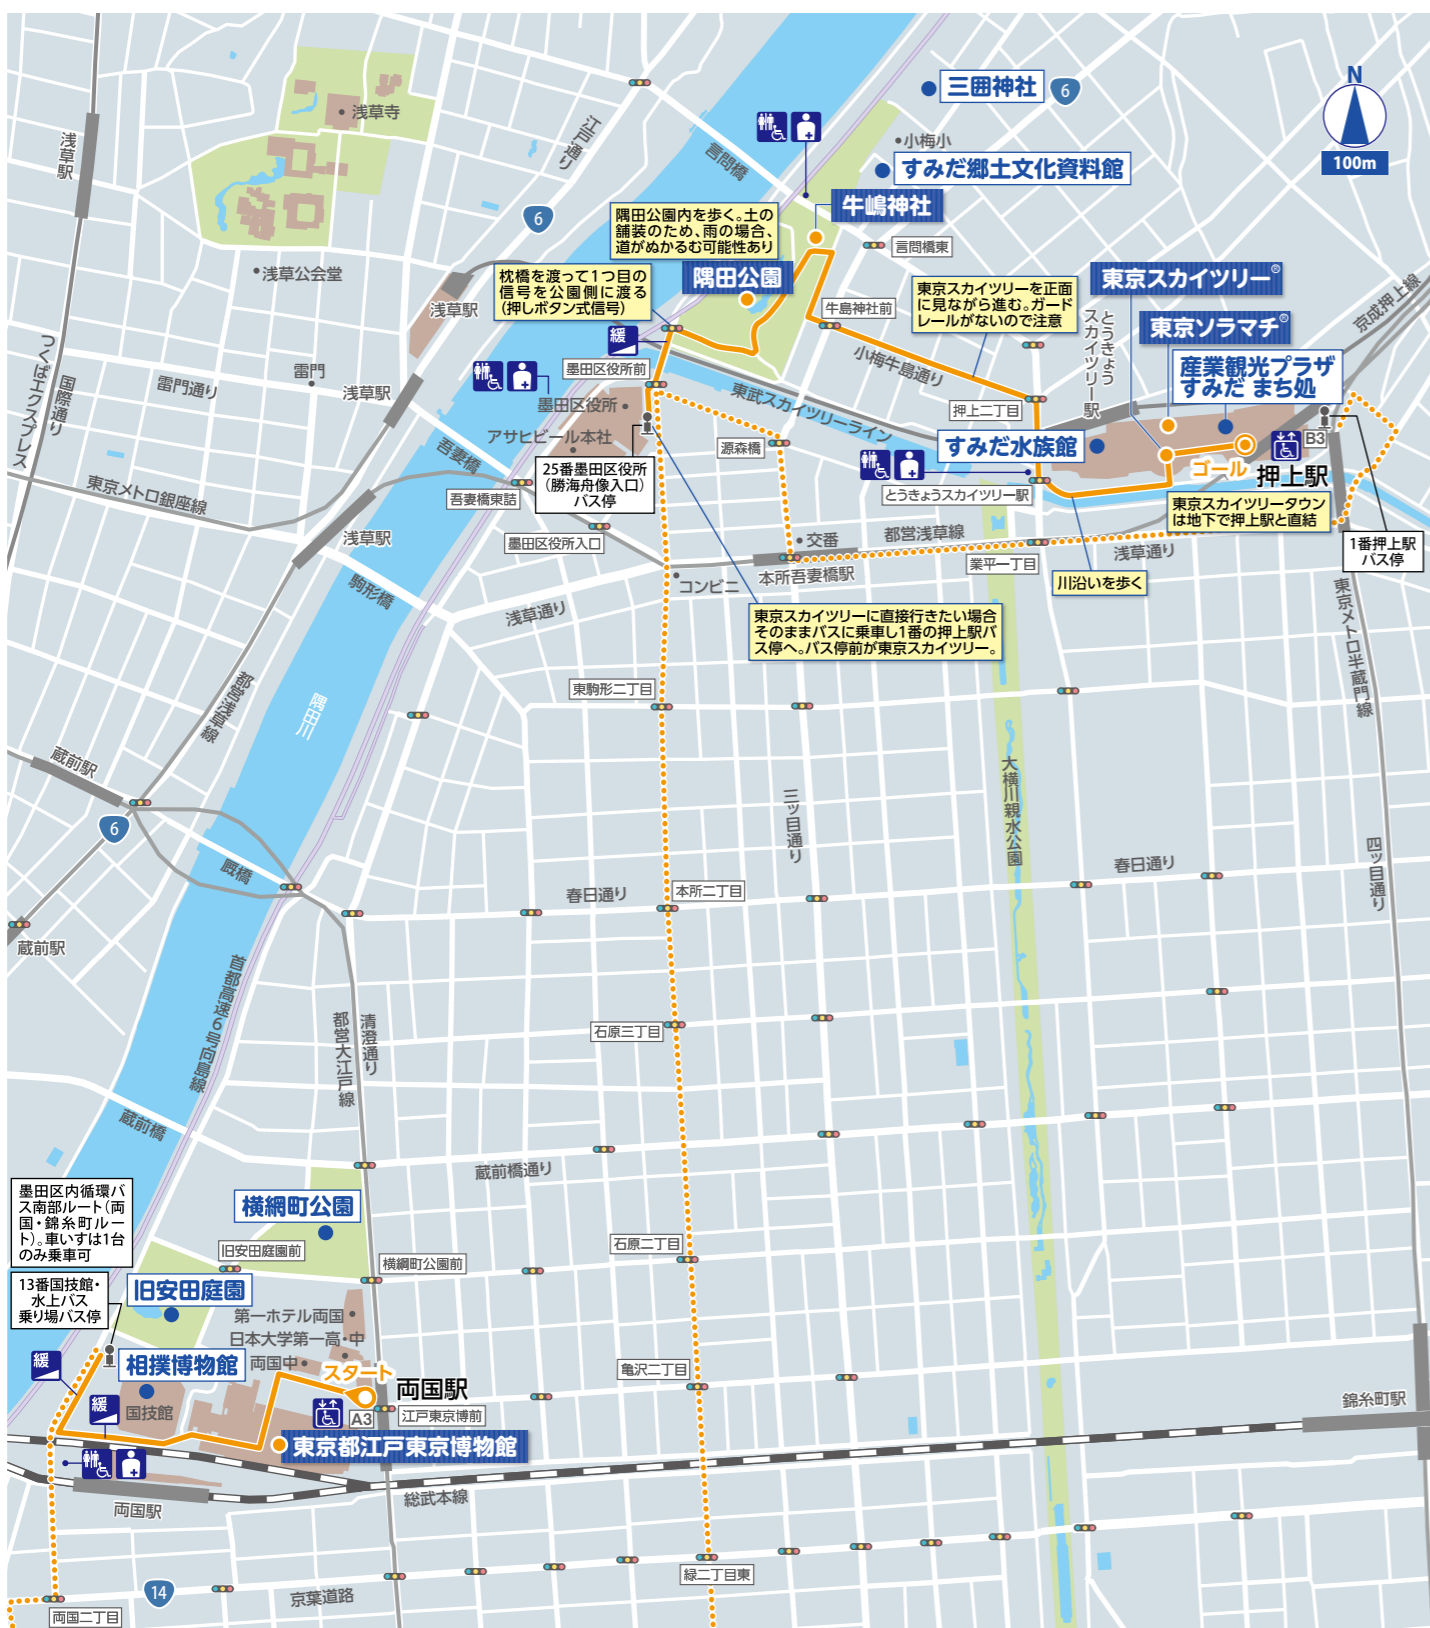 三囲神社
6
N
100m
浅草寺
浅草駅
江戸通り
言問橋
小梅小
すみだ郷土文化資料館
牛嶋神社
6
隅田公園内を歩く。土の
舗装のため、雨の場合、
道がぬかるむ可能性あり
言問橋東
浅草公会堂
枕橋を渡って1つ目の
信号を公園側に渡る
(押しボタン式信号)
隅田公園
東京スカイツリー®
東京スカイツリーを正面
に見ながら進む。ガード
レールがないので注意
浅草駅
牛島神社前
とうきょう
スカイツリー駅
東京ソラマチ®
京成押上線
緩
つくばエクスプレス
国際通り
雷門通り
雷門
浅草駅
墨田区役所前
小梅牛島通り
産業観光プラザ
すみだ まち処
墨田区役所
東武スカイツリーライン
押上二丁目
アサヒビール本社
吾妻橋
源森橋
すみだ水族館
B3
ゴール
押上駅
25番墨田区役所
(勝海舟像入口)
バス停
東京メトロ銀座線
吾妻橋東詰
とうきょうスカイツリー駅
東京スカイツリータウン
は地下で押上駅と直結
浅草駅
墨田区役所入口
交番
都営浅草線
浅草通り
1番押上駅
バス停
本所吾妻橋駅
業平一丁目
コンビニ
川沿いを歩く
駒形橋
浅草通り
東京スカイツリーに直接行きたい場合
そのままバスに乗車し1番の押上駅バ
ス停へ。バス停前が東京スカイツリー。
東京メトロ半蔵門線
都営浅草線
隅田川
東駒形二丁目
蔵前駅
大横川親水公園
三ッ目通り
6
厩橋
四ッ目通り
春日通り
春日通り
本所二丁目
蔵前駅
首都高速6号向島線
都営大江戸線
清澄通り
石原三丁目
蔵前橋
蔵前橋通り
墨田区内循環バ
ス南部ルート(両
国・錦糸町ルー
ト)。車いすは1台
のみ乗車可
横網町公園
旧安田庭園前
横網町公園前
石原二丁目
13番国技館・
水上バス
乗り場バス停
旧安田庭園
第一ホテル両国
日本大学第一高・中
両国中
緩
相撲博物館
スタート
両国駅
亀沢二丁目
緩
国技館
A3
江戸東京博前
錦糸町駅
東京都江戸東京博物館
両国駅
総武本線
14
京葉道路
緑二丁目東
両国二丁目